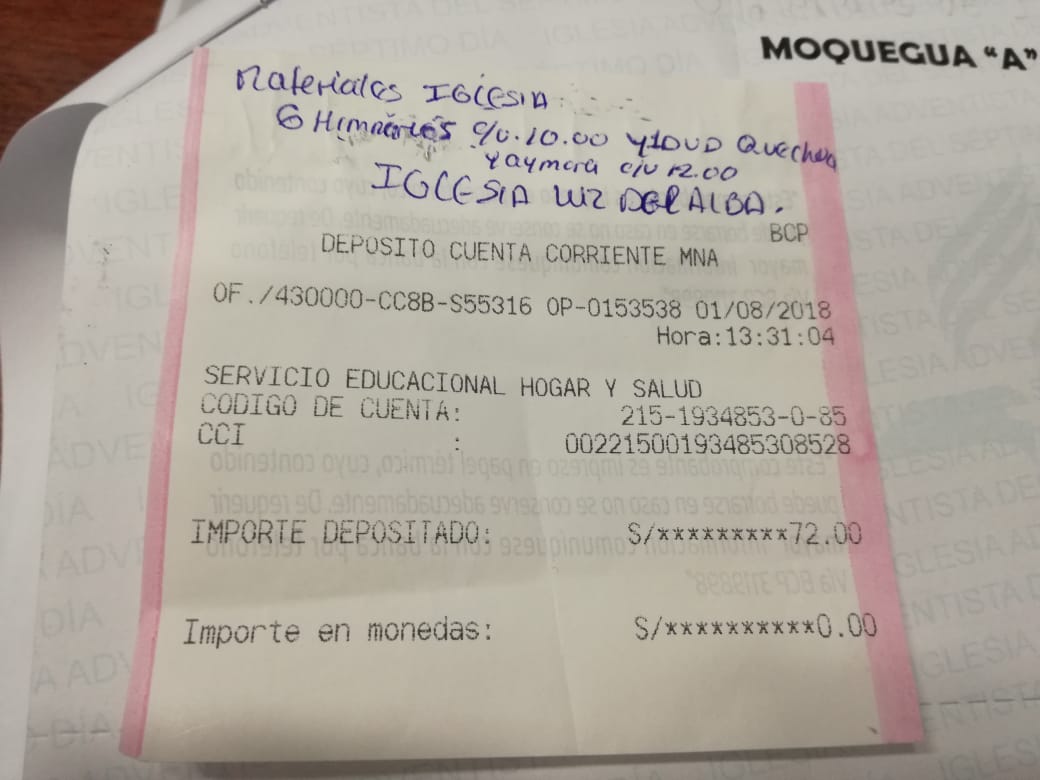 MOQUEGUA "A"
Materiales IGLESIA
6 Himnarios c/u. 10.00 y 1 DVD Quechua
y aymara c/u 12.00
IGLESIA LUZ DEL ALBA.
BCP
DEPOSITO CUENTA CORRIENTE MNA
OF./430000-CC8B-S55316 OP-0153538 01/08/2018
Hora:13:31:04
SERVICIO EDUCACIONAL HOGAR Y SALUD
CODIGO DE CUENTA: 215-1934853-0-85
CCI : 00221500193485308528
IMPORTE DEPOSITADO: S/*********72.00
Importe en monedas: S/**********0.00